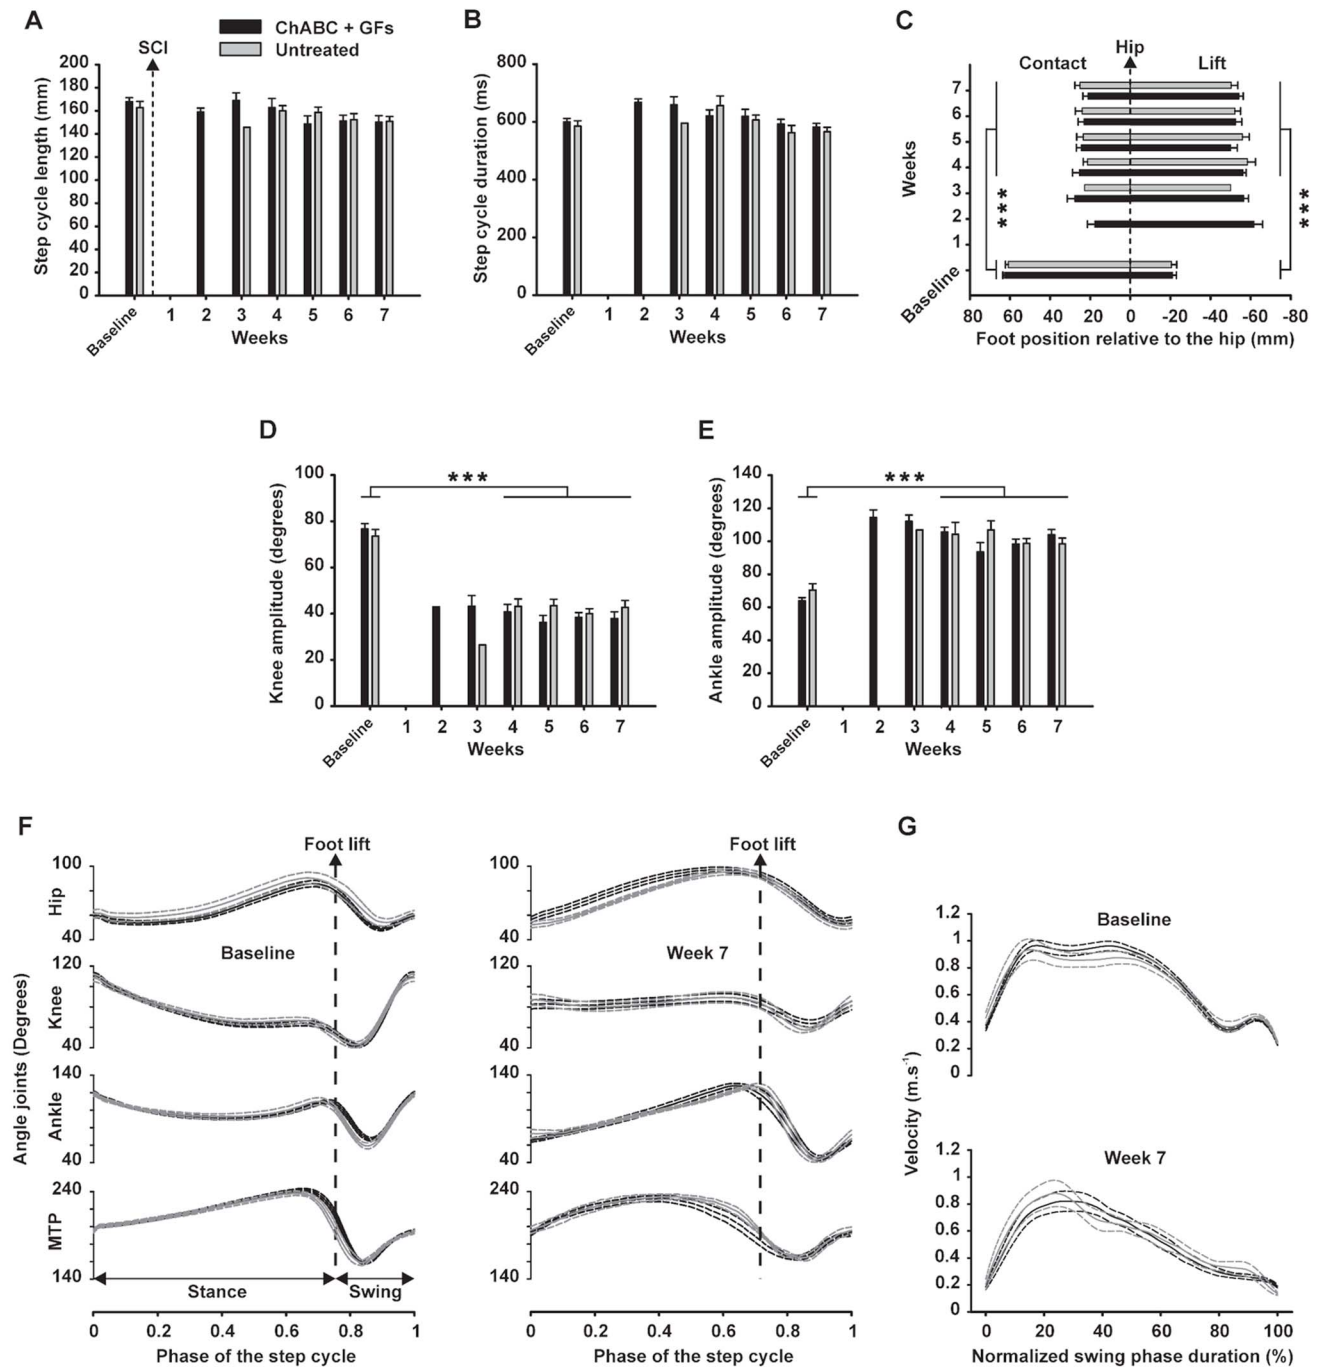 A
ChABC + GFs
Untreated
SCI
Step cycle length (mm)
200
180
160
140
120
100
80
60
40
20
0
Baseline 1 2 3 4 5 6 7
Weeks
B
Step cycle duration (ms)
800
600
400
200
0
Baseline 1 2 3 4 5 6 7
Weeks
C
Hip
Contact Lift
Weeks
7
6
5
4
3
2
1
Baseline
***
***
80 60 40 20 0 -20 -40 -60 -80
Foot position relative to the hip (mm)
D
Knee amplitude (degrees)
100
80
60
40
20
0
***
Baseline 1 2 3 4 5 6 7
Weeks
E
Ankle amplitude (degrees)
140
120
100
80
60
40
20
0
***
Baseline 1 2 3 4 5 6 7
Weeks
F
Angle joints (Degrees)
Foot lift
Hip
100
40
Baseline
Knee
120
40
Ankle
140
40
MTP
240
140
Stance Swing
0 0.2 0.4 0.6 0.8 1
Phase of the step cycle
Foot lift
100
40
Week 7
120
40
140
40
240
140
0 0.2 0.4 0.6 0.8 1
Phase of the step cycle
G
Velocity (m.s-1)
Baseline
1.2
1
0.8
0.6
0.4
0.2
0
Week 7
1.2
1
0.8
0.6
0.4
0.2
0
0 20 40 60 80 100
Normalized swing phase duration (%)